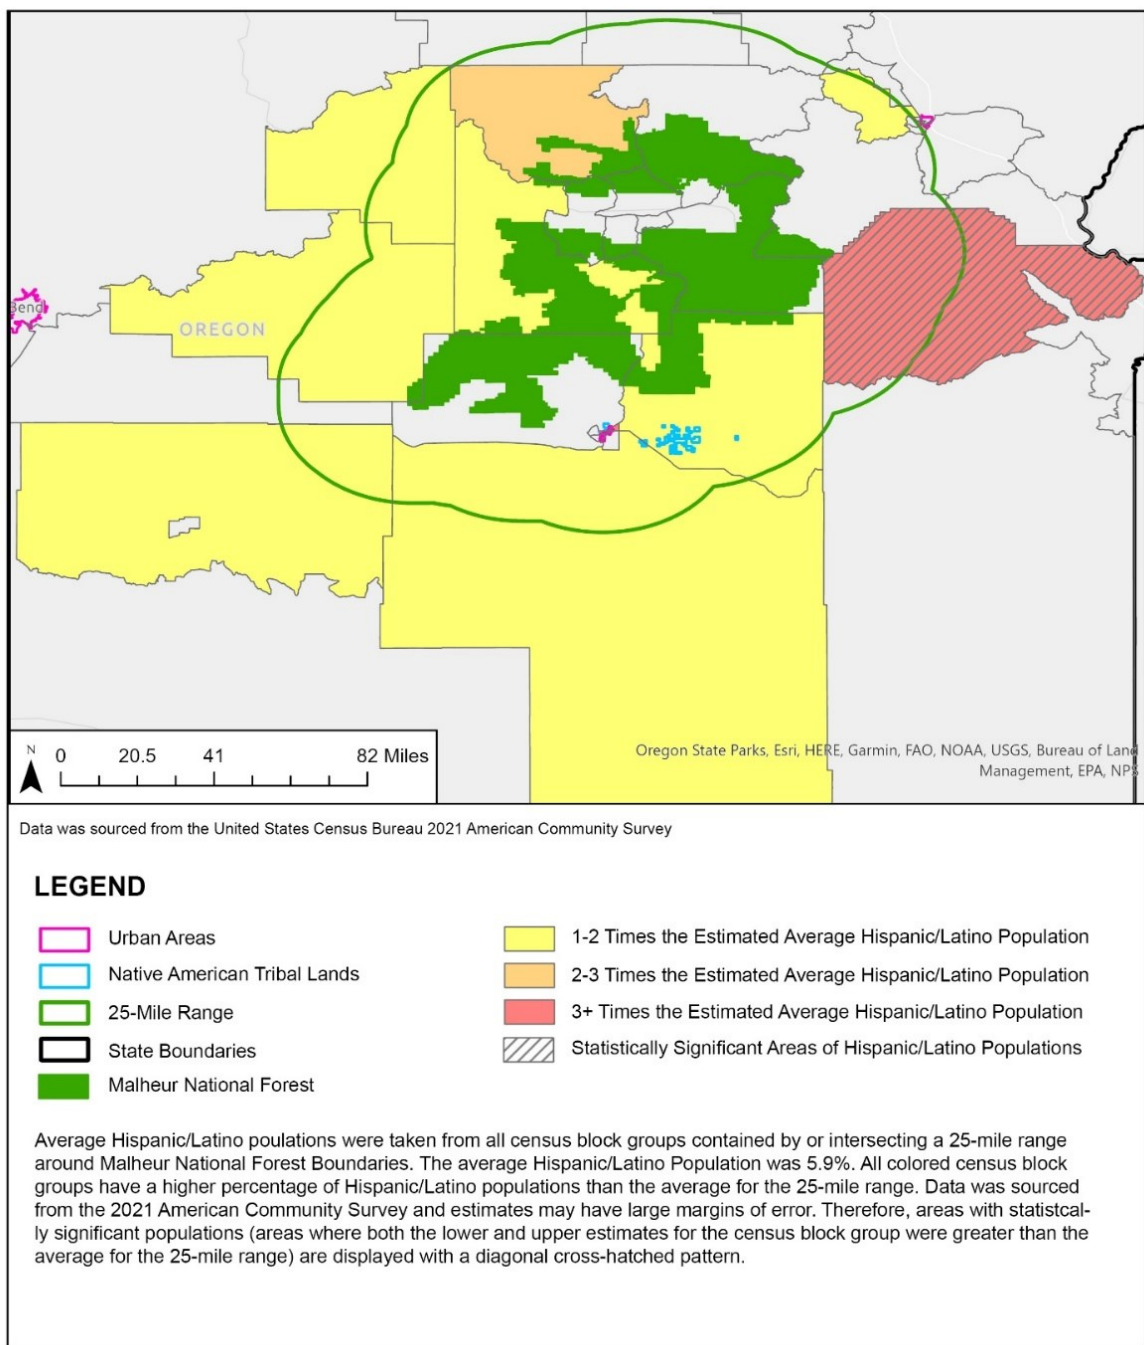 Bend
OREGON
N
0 20.5 41 82 Miles
Oregon State Parks, Esri, HERE, Garmin, FAO, NOAA, USGS, Bureau of Land
Management, EPA, NPS
Data was sourced from the United States Census Bureau 2021 American Community Survey
LEGEND
Urban Areas
Native American Tribal Lands
25-Mile Range
State Boundaries
Malheur National Forest
1-2 Times the Estimated Average Hispanic/Latino Population
2-3 Times the Estimated Average Hispanic/Latino Population
3+ Times the Estimated Average Hispanic/Latino Population
Statistically Significant Areas of Hispanic/Latino Populations
Average Hispanic/Latino poulations were taken from all census block groups contained by or intersecting a 25-mile range
around Malheur National Forest Boundaries. The average Hispanic/Latino Population was 5.9%. All colored census block
groups have a higher percentage of Hispanic/Latino populations than the average for the 25-mile range. Data was sourced
from the 2021 American Community Survey and estimates may have large margins of error. Therefore, areas with statistcal-
ly significant populations (areas where both the lower and upper estimates for the census block group were greater than the
average for the 25-mile range) are displayed with a diagonal cross-hatched pattern.